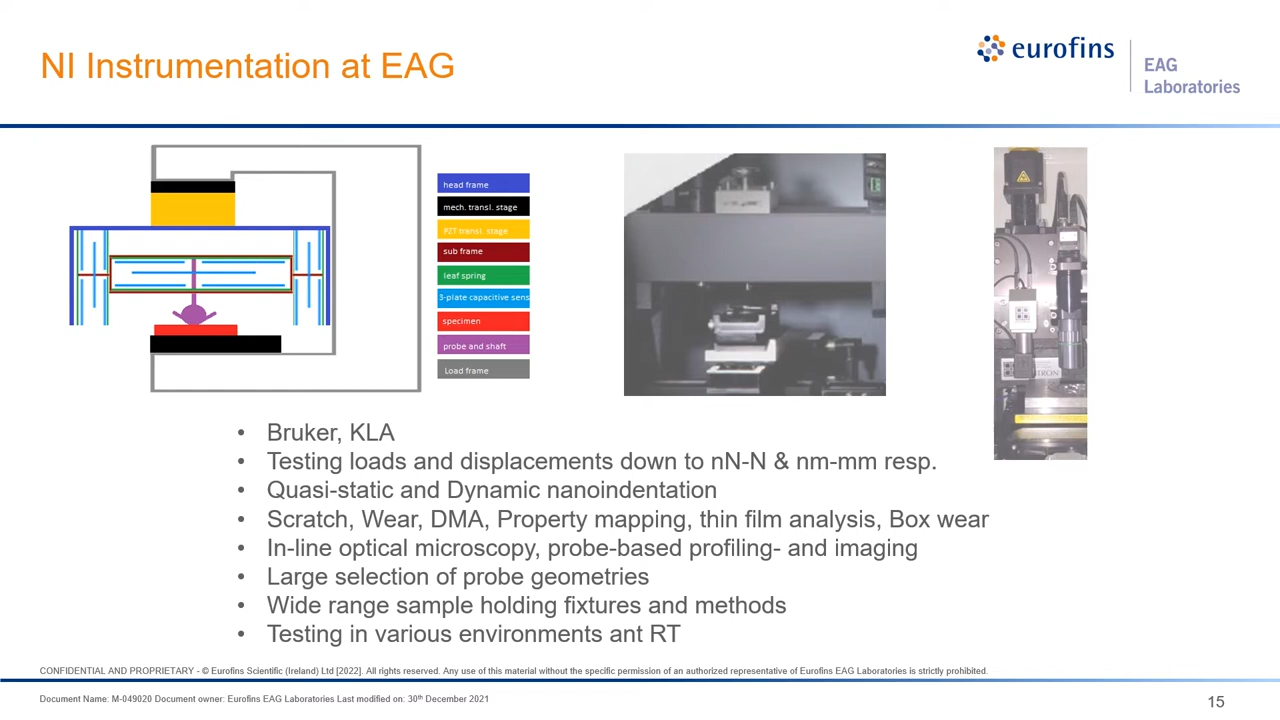 NI Instrumentation at EAG
eurofins
EAG
Laboratories
head frame
mech. transl. stage
PZT transl. stage
sub frame
leaf spring
3-plate capacitive sens
specimen
probe and shaft
Load frame
• Bruker, KLA
• Testing loads and displacements down to nN-N & nm-mm resp.
• Quasi-static and Dynamic nanoindentation
• Scratch, Wear, DMA, Property mapping, thin film analysis, Box wear
• In-line optical microscopy, probe-based profiling- and imaging
• Large selection of probe geometries
• Wide range sample holding fixtures and methods
• Testing in various environments ant RT
CONFIDENTIAL AND PROPRIETARY - © Eurofins Scientific (Ireland) Ltd [2022]. All rights reserved. Any use of this material without the specific permission of an authorized representative of Eurofins EAG Laboratories is strictly prohibited.
Document Name: M-049020 Document owner: Eurofins EAG Laboratories Last modified on: 30th December 2021
15